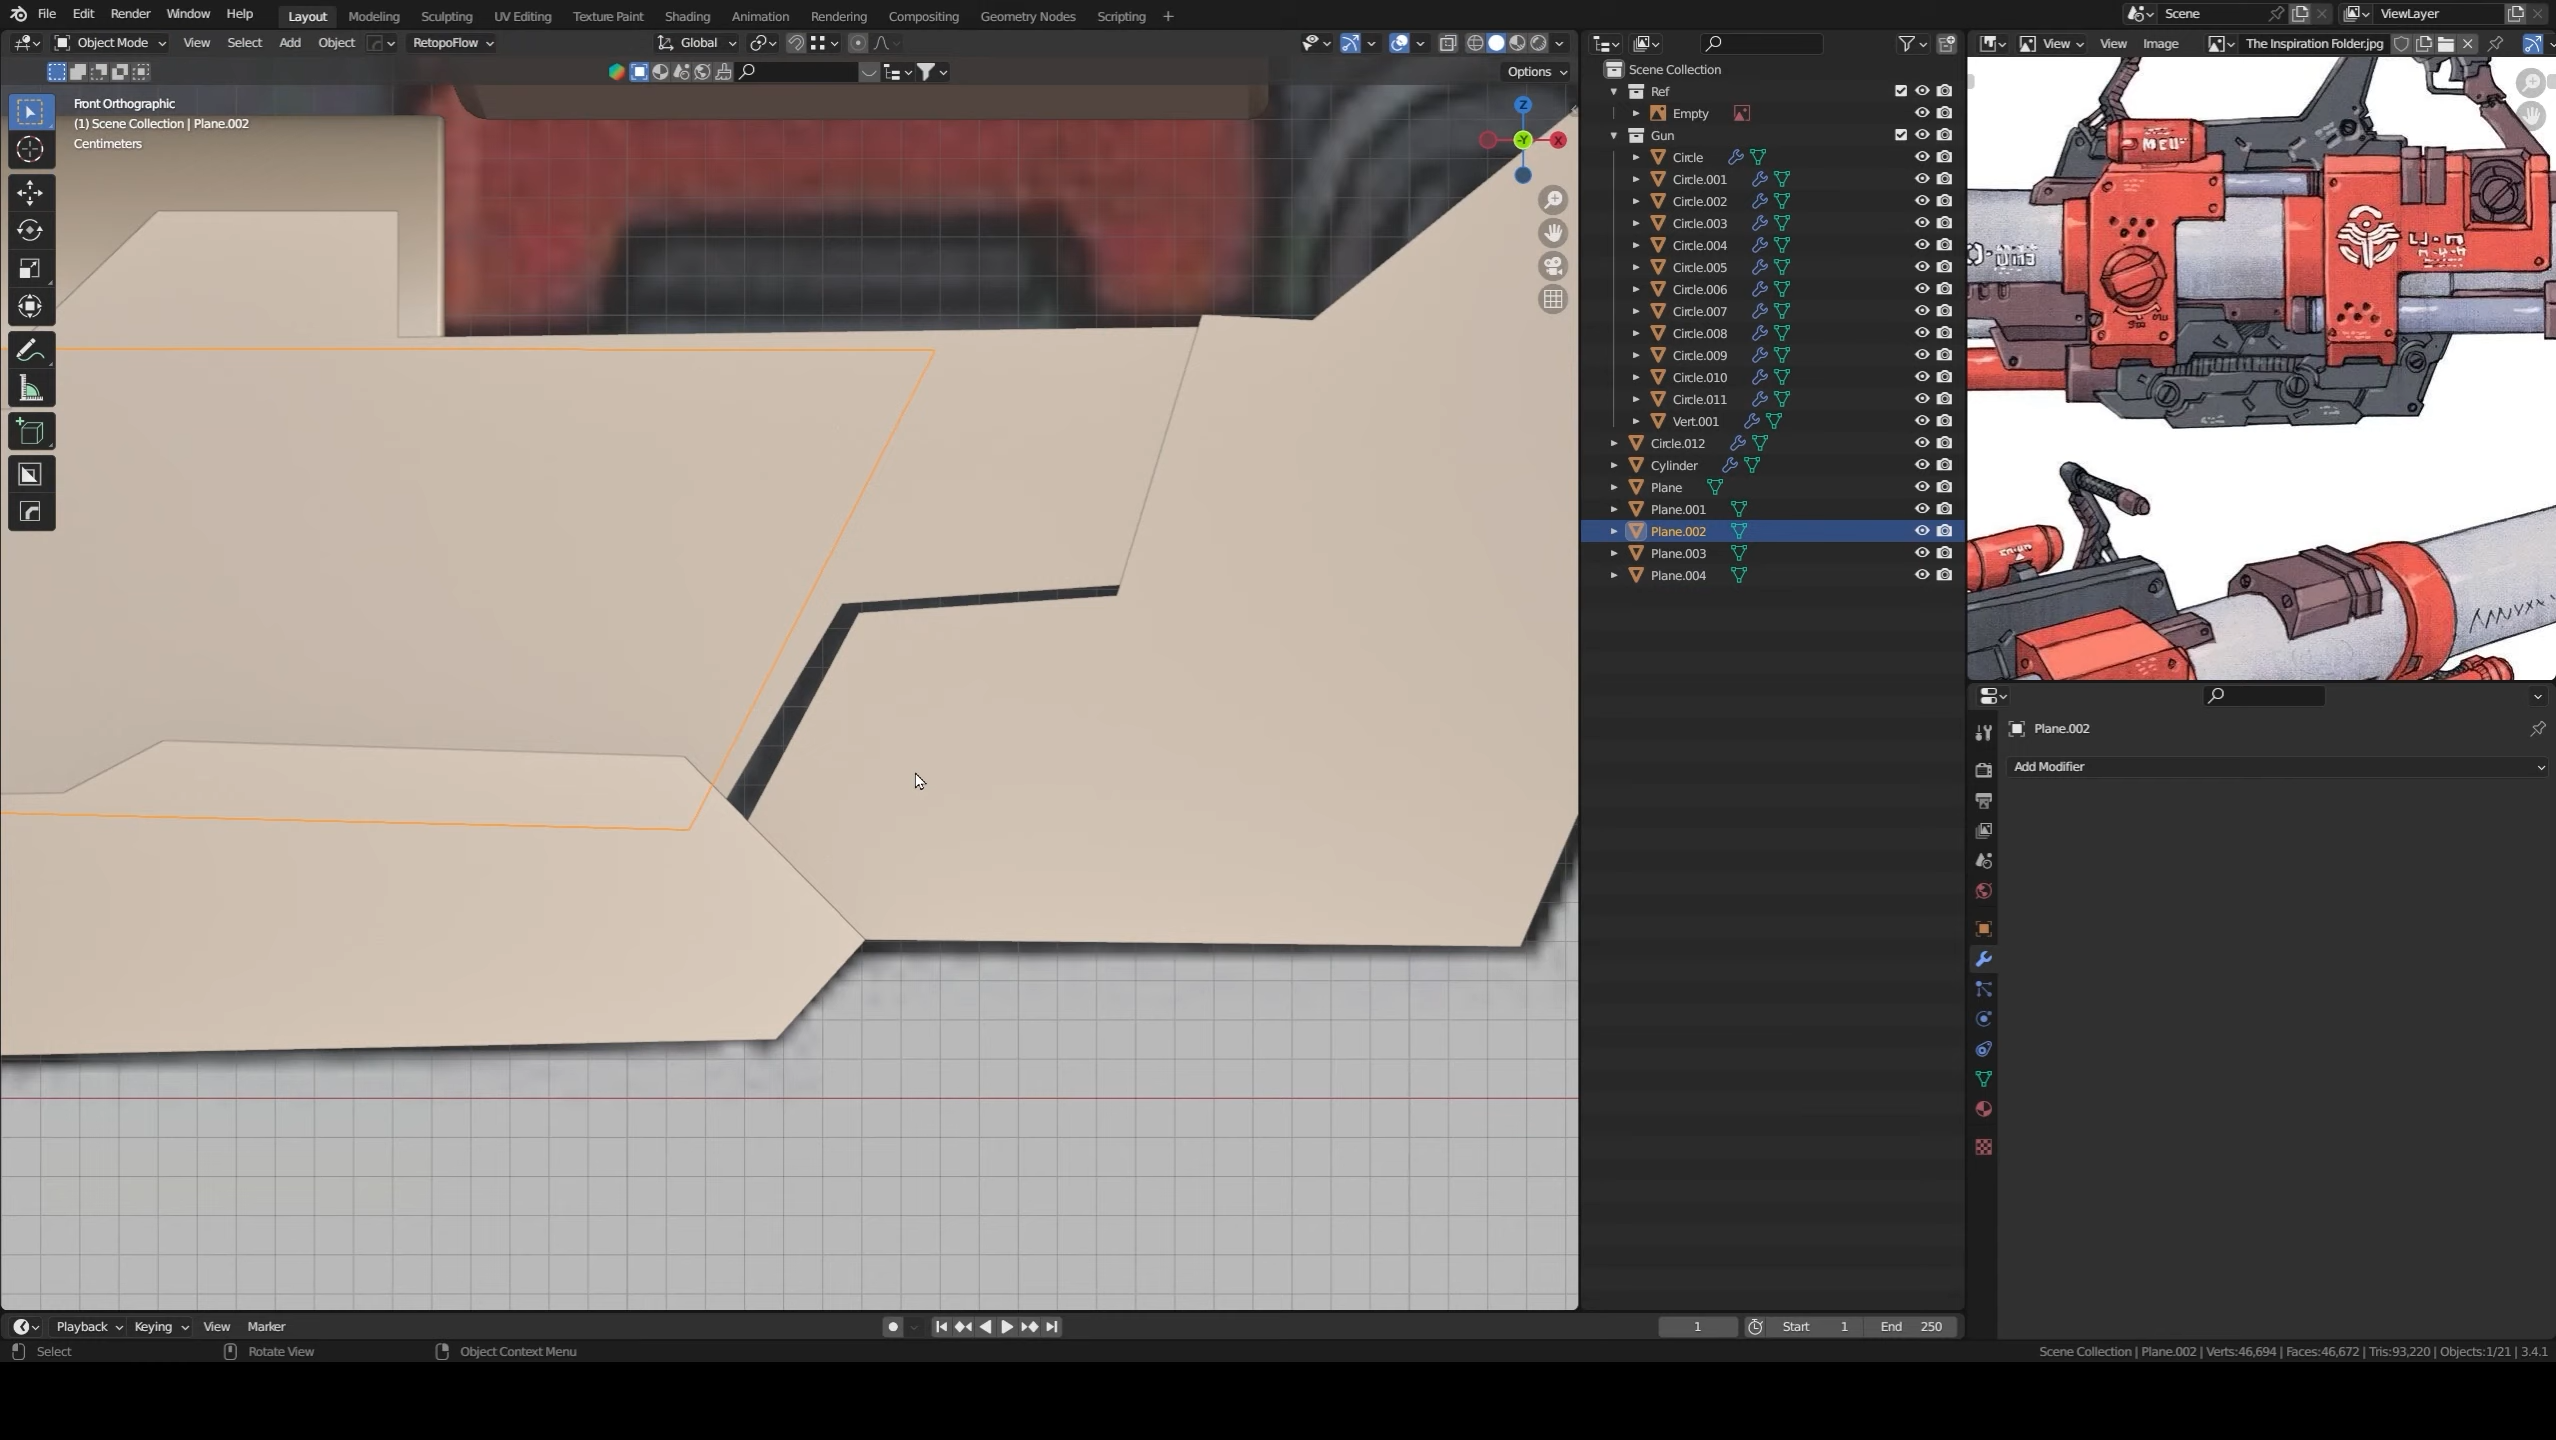 File Edit Render Window Help Layout Modeling Sculpting UV Editing Texture Paint Shading Animation Rendering Compositing Geometry Nodes Scripting + Scene ViewLayer
Object Mode View Select Add Object RetopoFlow Global View View Image The Inspiration Folder.jpg
Options
Front Orthographic
(1) Scene Collection | Plane.002
Centimeters
Z
-Y
X
Scene Collection
Ref
Empty
Gun
Circle
Circle.001
Circle.002
Circle.003
Circle.004
Circle.005
Circle.006
Circle.007
Circle.008
Circle.009
Circle.010
Circle.011
Vert.001
Circle.012
Cylinder
Plane
Plane.001
Plane.002
Plane.003
Plane.004
Plane.002
Add Modifier
Playback Keying View Marker 1 Start 1 End 250
Select Rotate View Object Context Menu Scene Collection | Plane.002 | Verts:46,694 | Faces:46,672 | Tris:93,220 | Objects:1/21 | 3.4.1